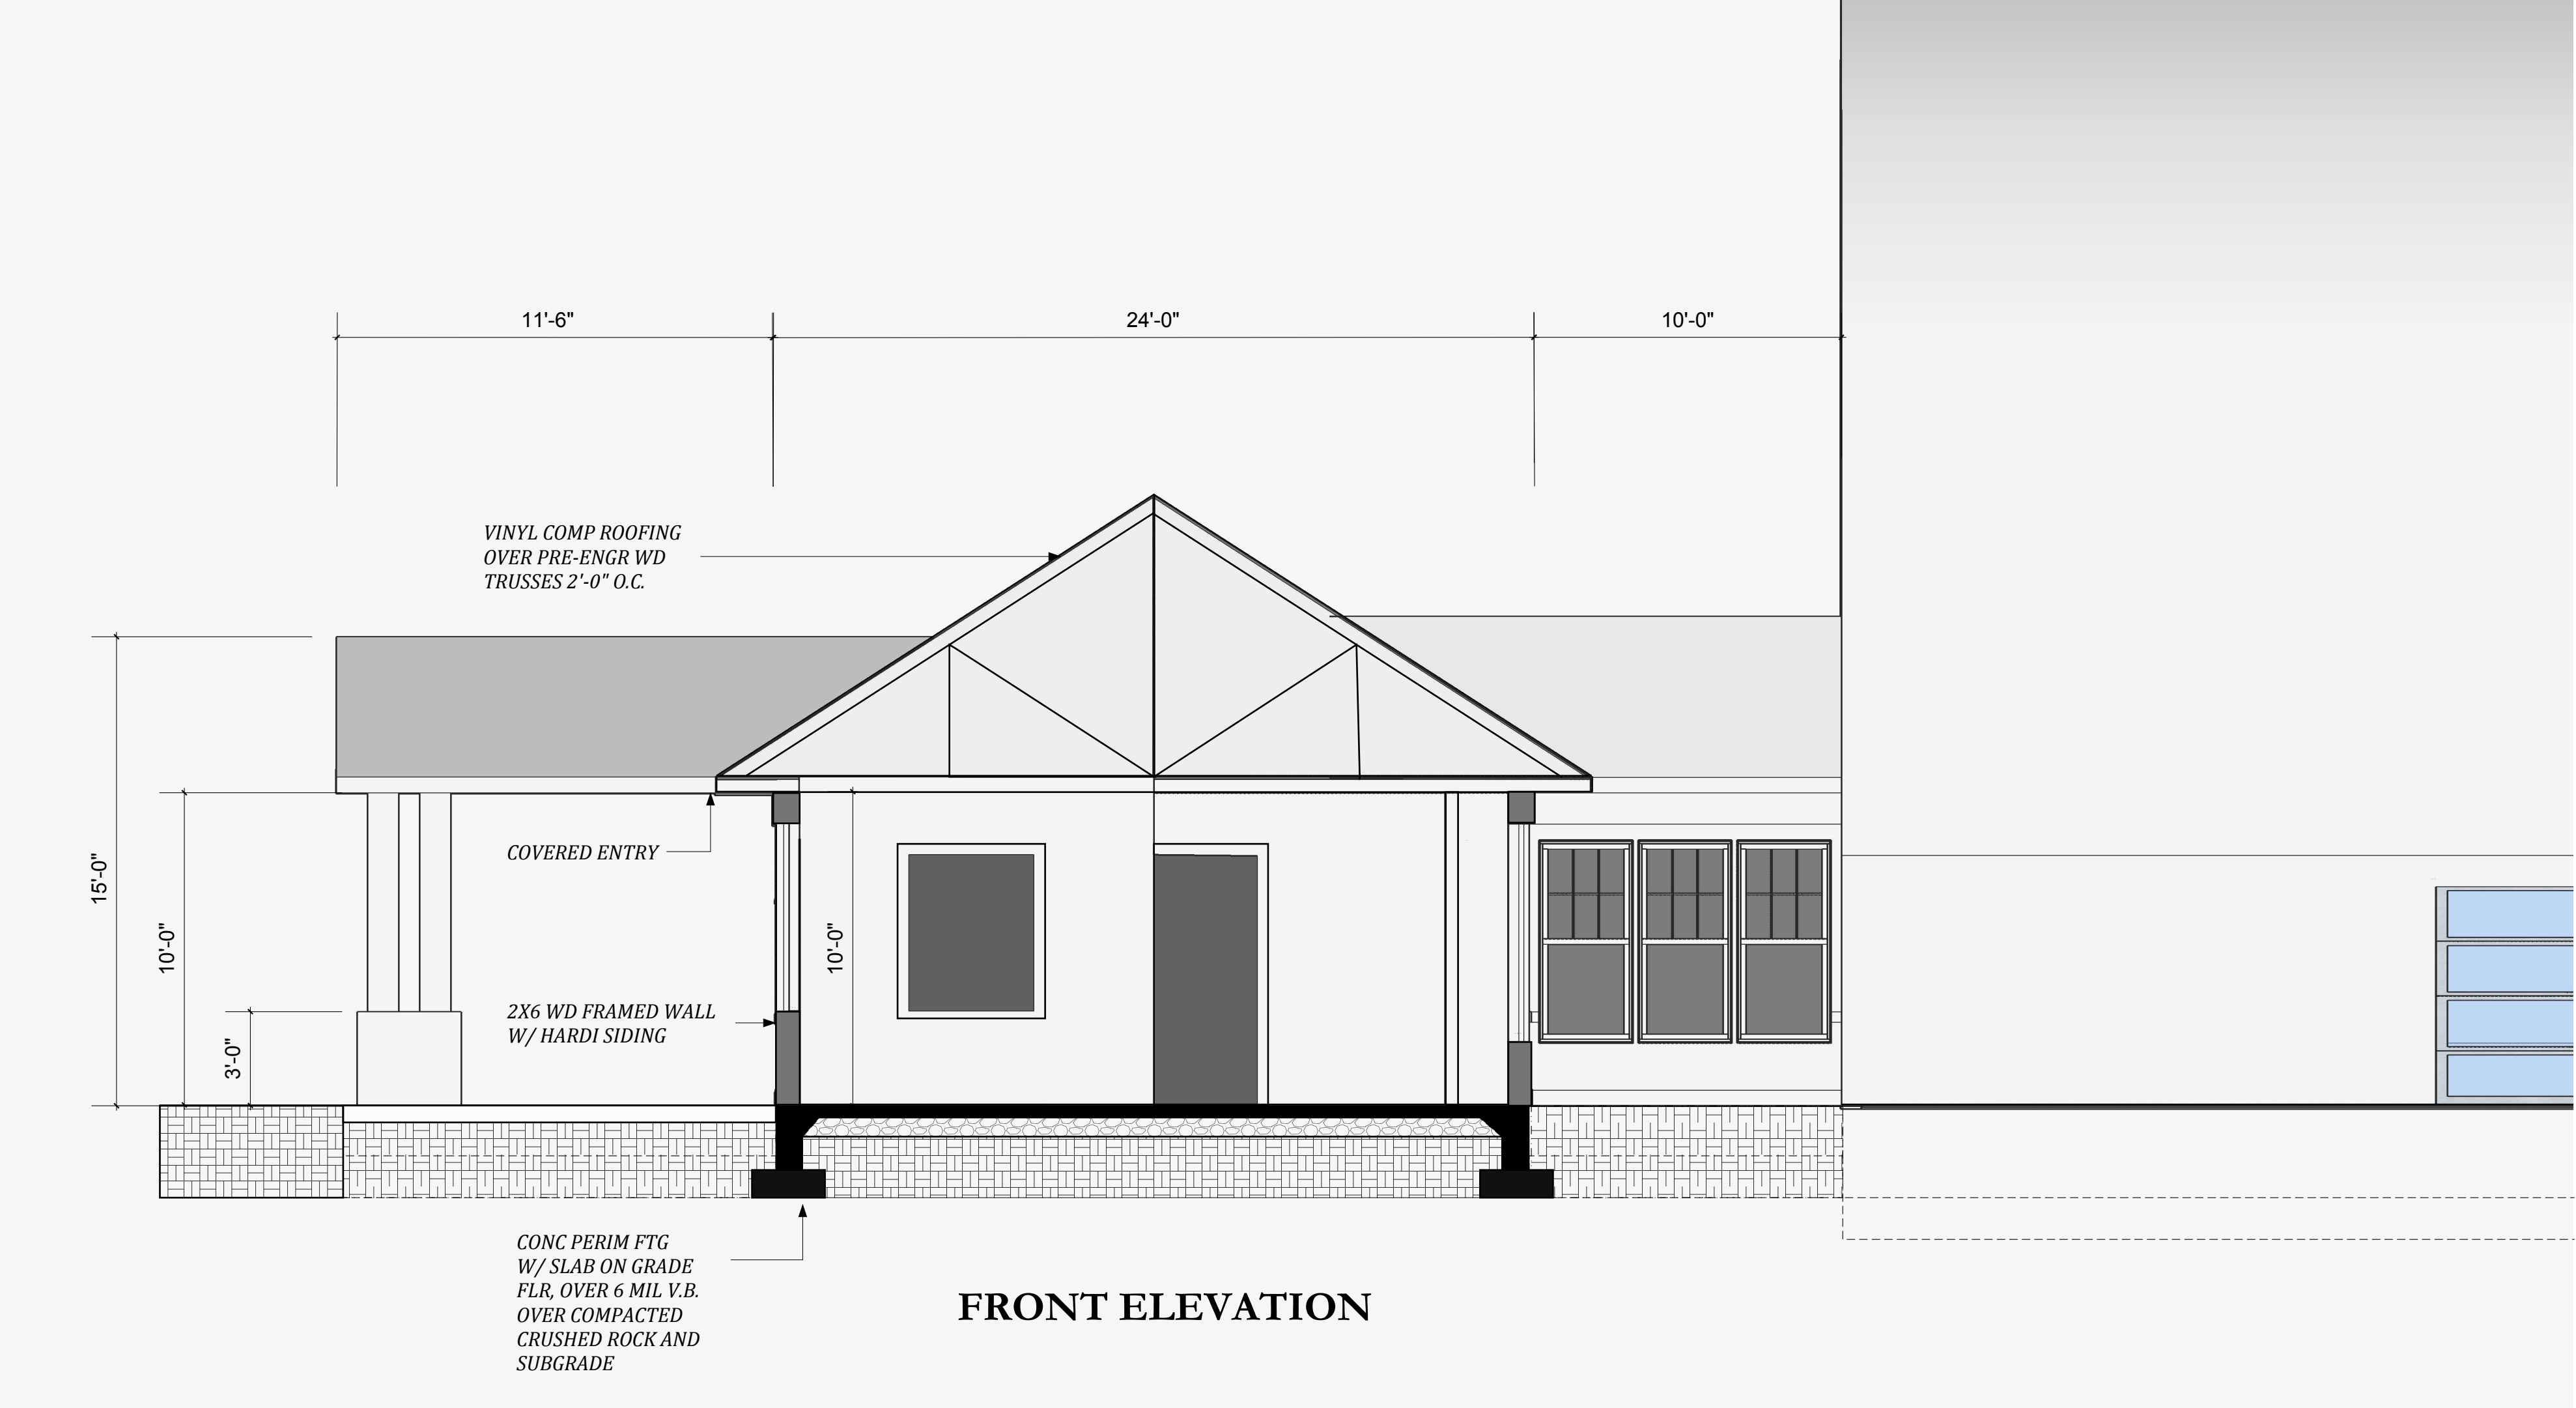 11'-6"
24'-0"
10'-0"
VINYL COMP ROOFING
OVER PRE-ENGR WD
TRUSSES 2'-0" O.C.
15'-0"
10'-0"
3'-0"
COVERED ENTRY
10'-0"
2X6 WD FRAMED WALL
W/ HARDI SIDING
CONC PERIM FTG
W/ SLAB ON GRADE
FLR, OVER 6 MIL V.B.
OVER COMPACTED
CRUSHED ROCK AND
SUBGRADE
FRONT ELEVATION